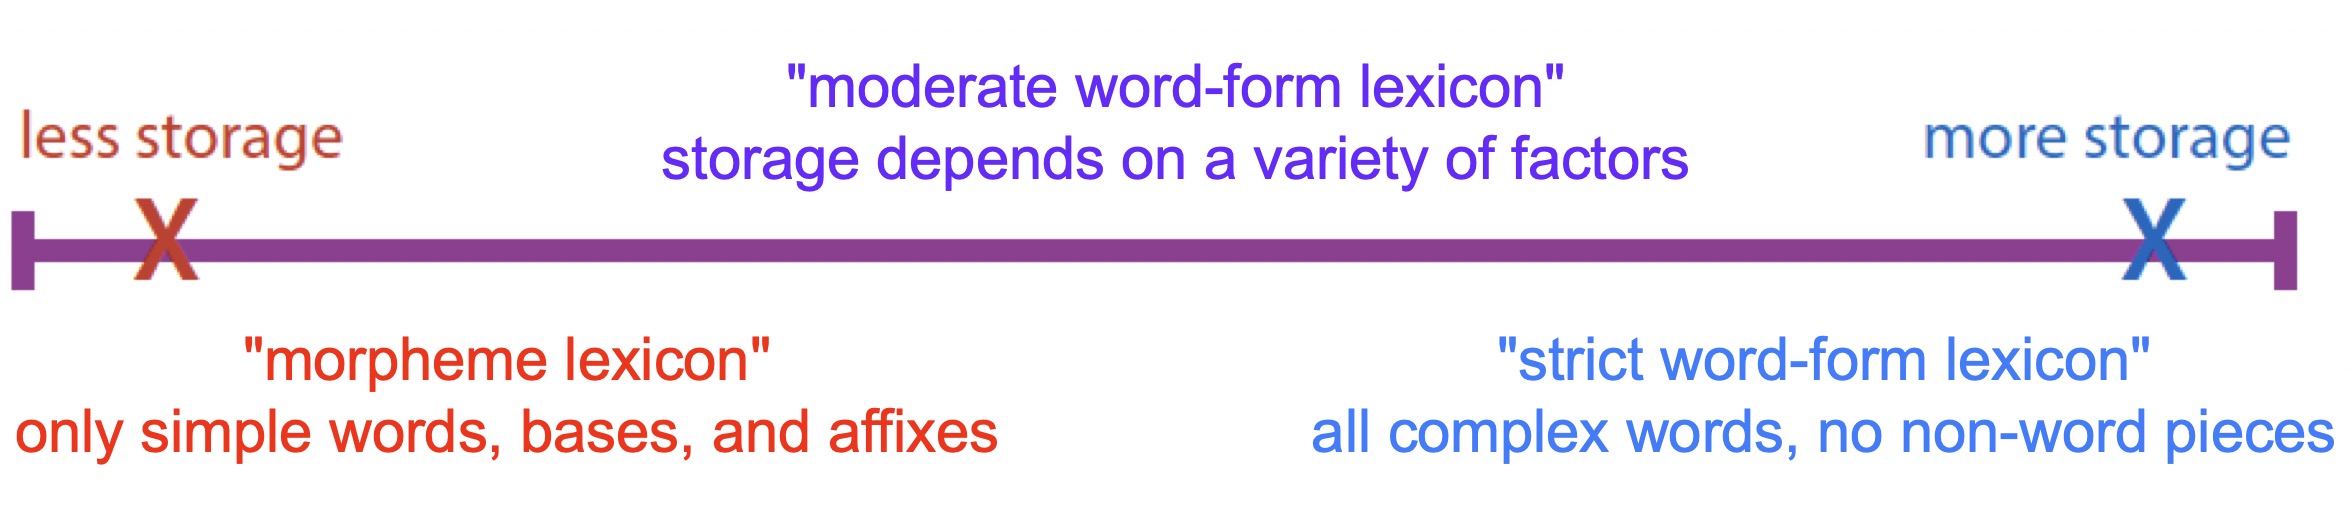 "moderate word-form lexicon"
less storage
storage depends on a variety of factors
more storage
X
X
"morpheme lexicon"
only simple words, bases, and affixes
"strict word-form lexicon"
all complex words, no non-word pieces